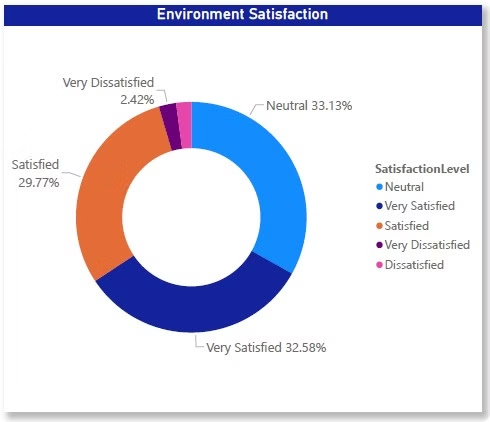 Environment Satisfaction
Very Dissatisfied
2.42%
Neutral 33.13%
Satisfied
29.77%
Very Satisfied 32.58%
SatisfactionLevel
Neutral
Very Satisfied
Satisfied
Very Dissatisfied
Dissatisfied